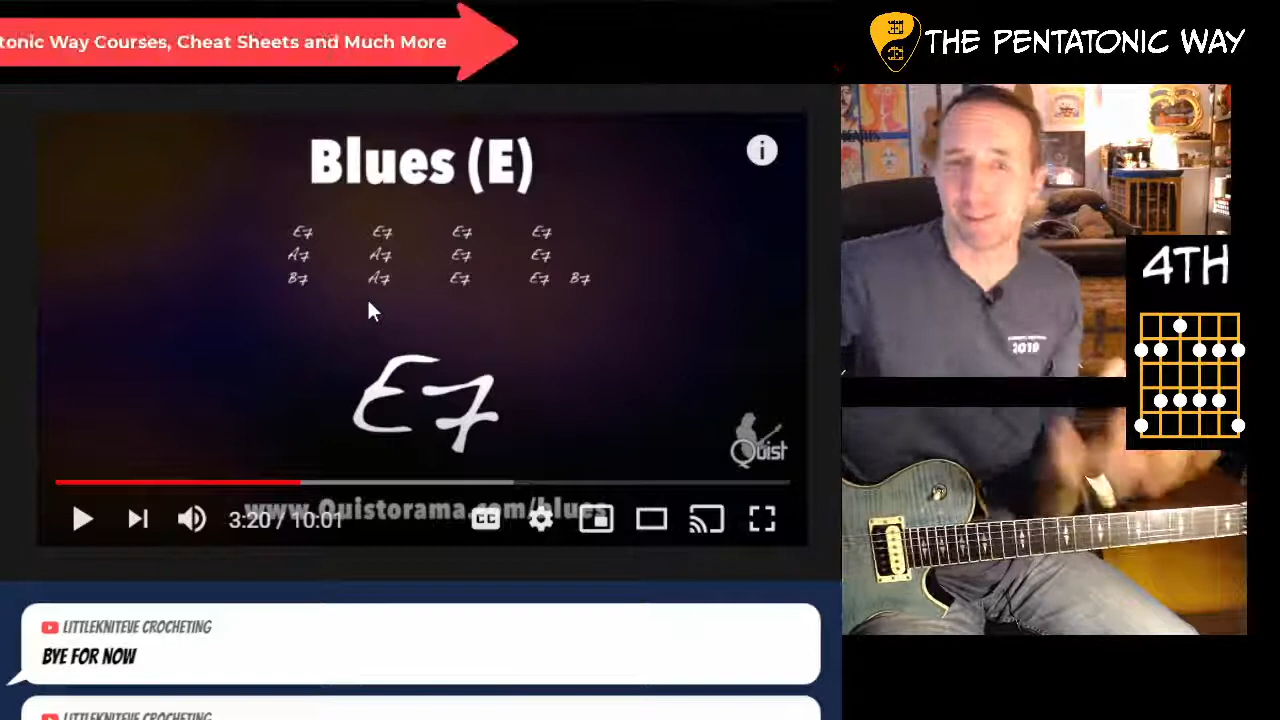 tonic Way Courses, Cheat Sheets and Much More
THE PENTATONIC WAY
Blues (E)
i
E7 E7 E7 E7
A7 A7 E7 E7
B7 A7 E7 E7 B7
E7
Quist
www.Quistorama.com/blues
3:20 / 10:01
CC
4TH
2019
LITTLEKNITEVE CROCHETING
BYE FOR NOW
LITTLEKNITEVE CROCHETING